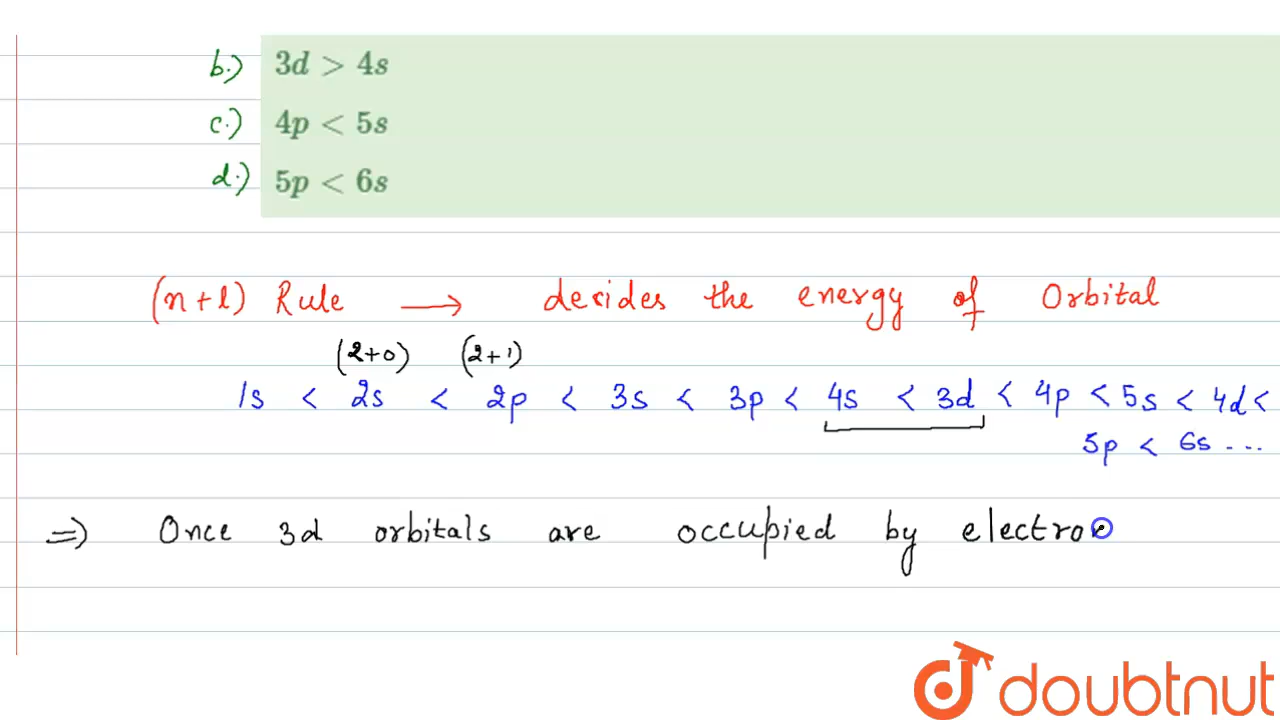 b.) 3d > 4s
c.) 4p < 5s
d.) 5p < 6s
(n+l) Rule → decides the energy of Orbital
(2+0) (2+1)
1s < 2s < 2p < 3s < 3p < 4s < 3d < 4p < 5s < 4d <
5p < 6s ...
⇒ Once 3d orbitals are occupied by electron
doubtnut